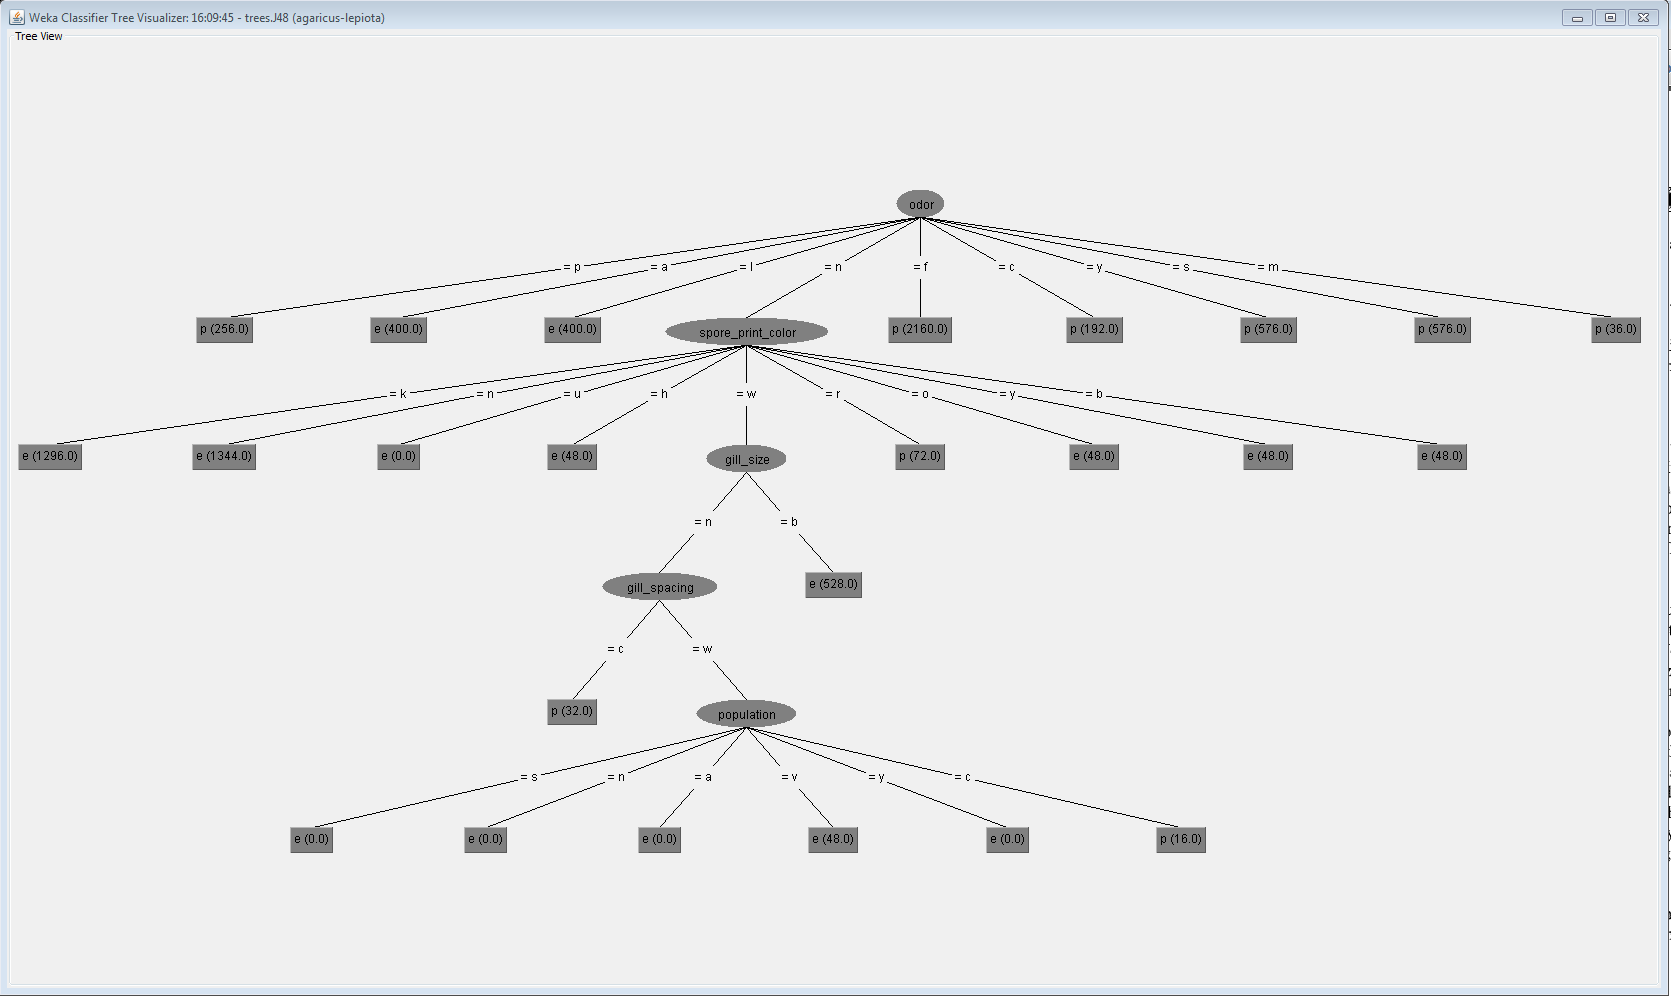 Weka Classifier Tree Visualizer: 16:09:45 - trees.J48 (agaricus-lepiota)
Tree View
odor
= p = a = l = n = f = c = y = s = m
p (256.0) e (400.0) e (400.0) spore_print_color p (2160.0) p (192.0) p (576.0) p (576.0) p (36.0)
= k = n = u = h = w = r = o = y = b
e (1296.0) e (1344.0) e (0.0) e (48.0) gill_size p (72.0) e (48.0) e (48.0) e (48.0)
= n = b
gill_spacing e (528.0)
= c = w
p (32.0) population
= s = n = a = v = y = c
e (0.0) e (0.0) e (0.0) e (48.0) e (0.0) p (16.0)